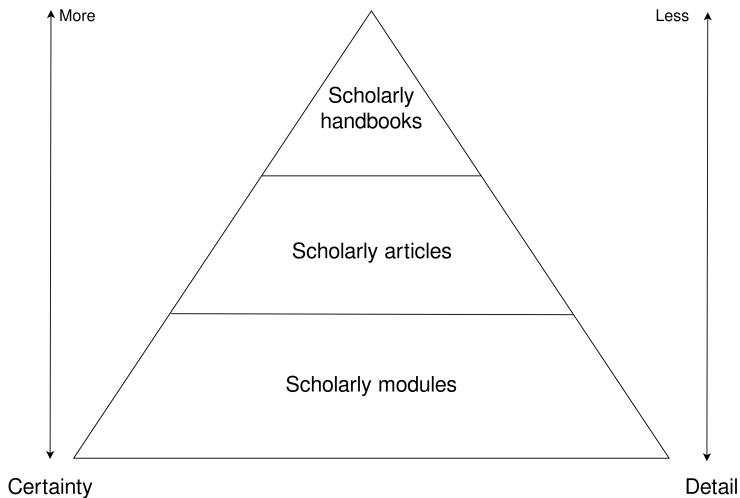 More
Less
Scholarly
handbooks
Scholarly articles
Scholarly modules
Certainty
Detail